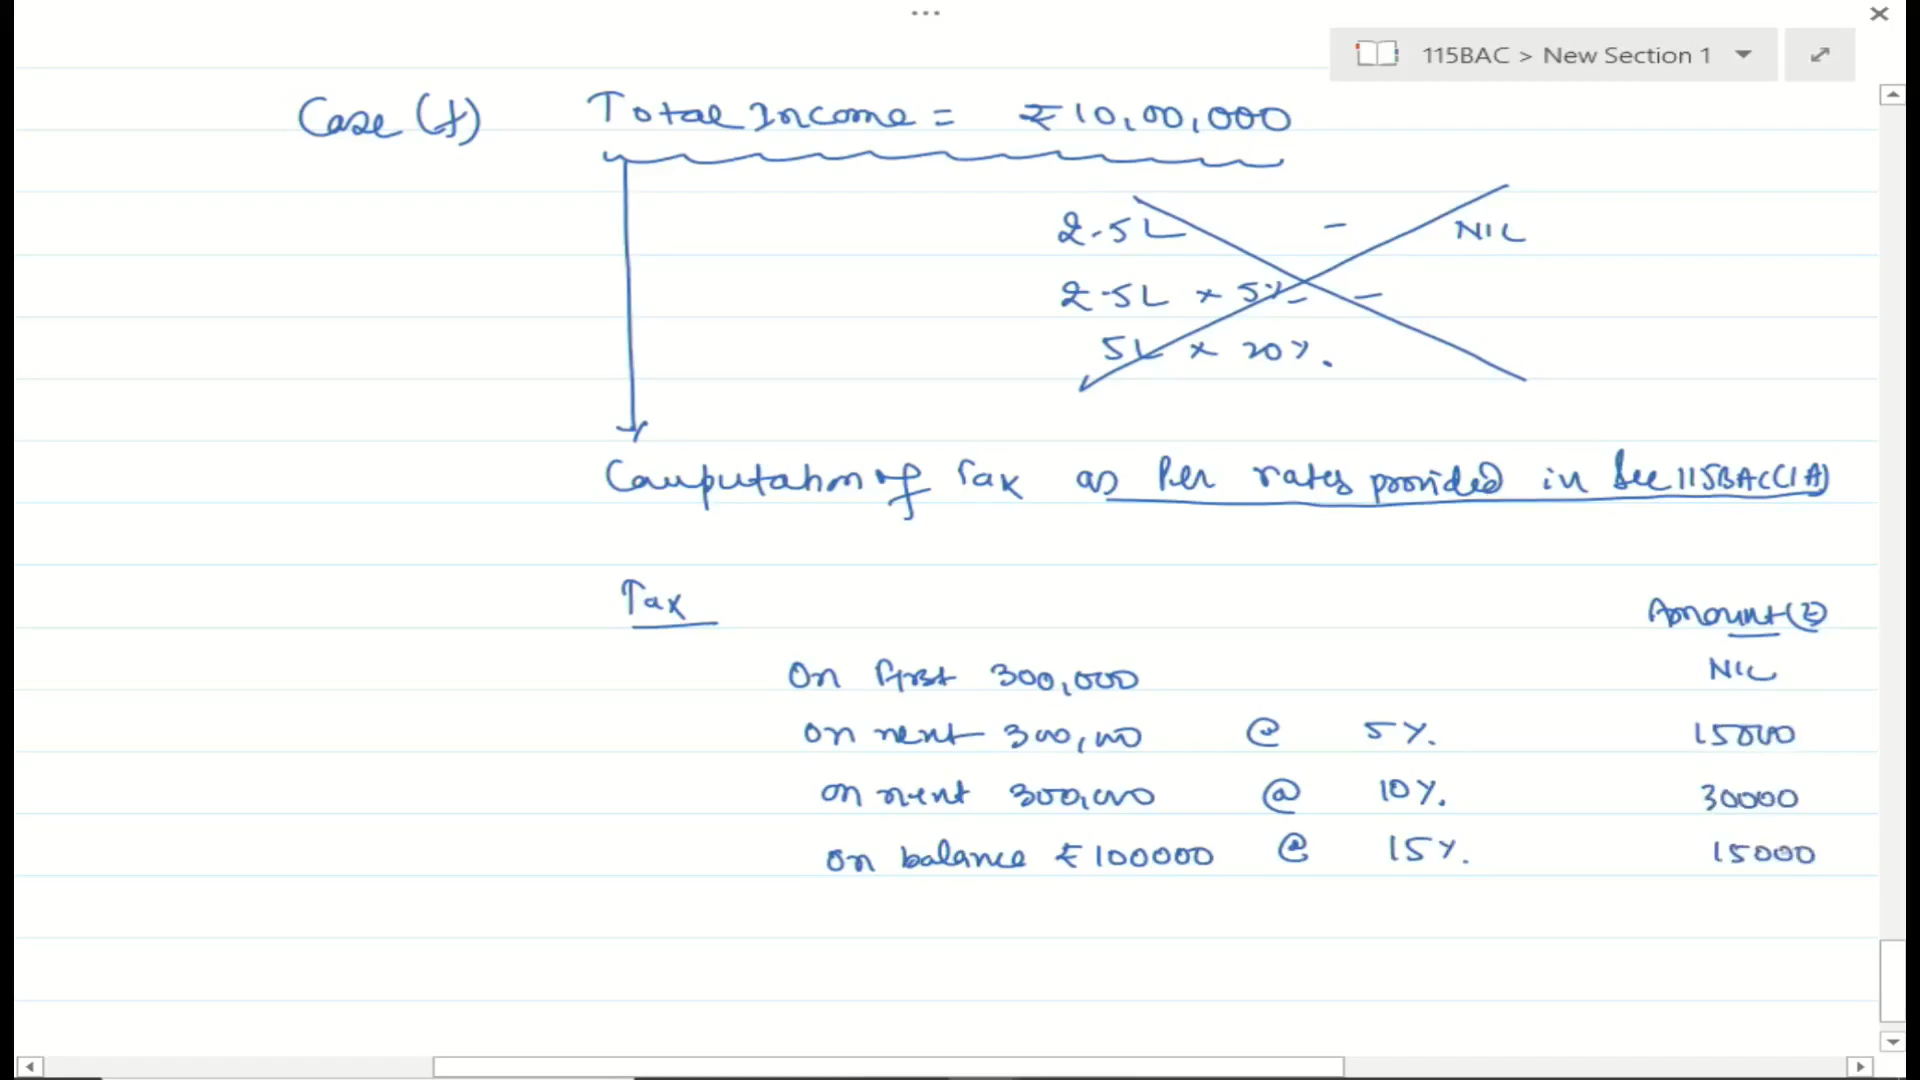 115BAC > New Section 1
Case (f) Total Income = ₹10,00,000
2.5L - NIL
2.5L × 5% -
5L × 20%.
Computation of Tax as Per rates provided in Sec 115BAC(1A)
Tax Amount(₹)
On first 300,000 NIL
on next 300,000 @ 5%. 15000
on next 300,000 @ 10%. 30000
on balance ₹100000 @ 15%. 15000